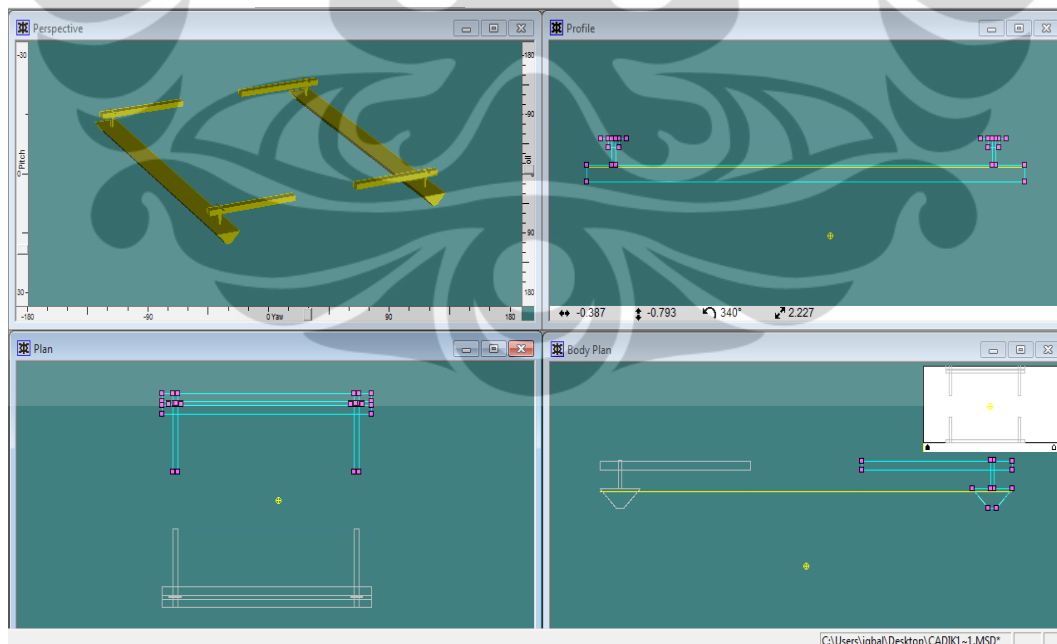 Perspective
-30
Pitch
0
30
-180
-90
0 Yaw
90
180
-180
-90
0
90
180
Profile
-0.387 -0.793 340° 2.227
Plan
Body Plan
C:\Users\iqbal\Desktop\CADIK1~1.MSD*